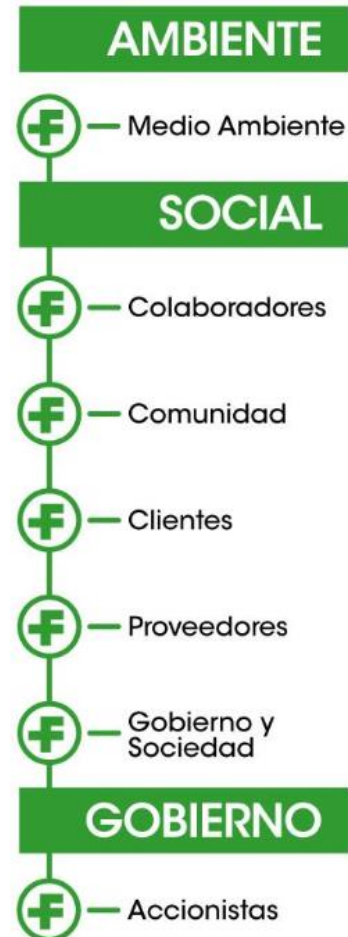 AMBIENTE
Medio Ambiente
SOCIAL
Colaboradores
Comunidad
Clientes
Proveedores
Gobierno y
Sociedad
GOBIERNO
Accionistas